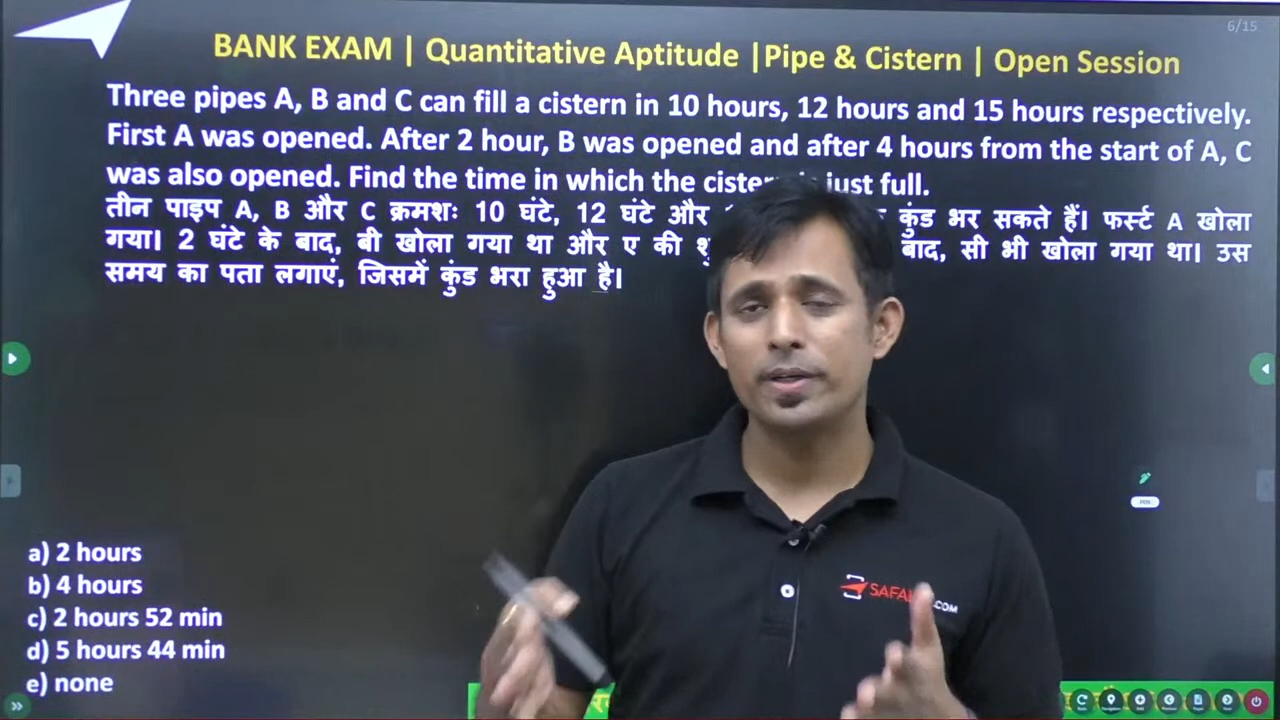 6/15
BANK EXAM | Quantitative Aptitude |Pipe & Cistern | Open Session
Three pipes A, B and C can fill a cistern in 10 hours, 12 hours and 15 hours respectively.
First A was opened. After 2 hour, B was opened and after 4 hours from the start of A, C
was also opened. Find the time in which the just full.
तीन पाइप A, B और C क्रमशः 10 घंटे, 12 घंटे और कुंड भर सकते हैं। फर्स्ट A खोला
गया। 2 घंटे के बाद, बी खोला गया था और ए की बाद, सी भी खोला गया था। उस
समय का पता लगाएं, जिसमें कुंड भरा हुआ है।
a) 2 hours
b) 4 hours
c) 2 hours 52 min
d) 5 hours 44 min
e) none